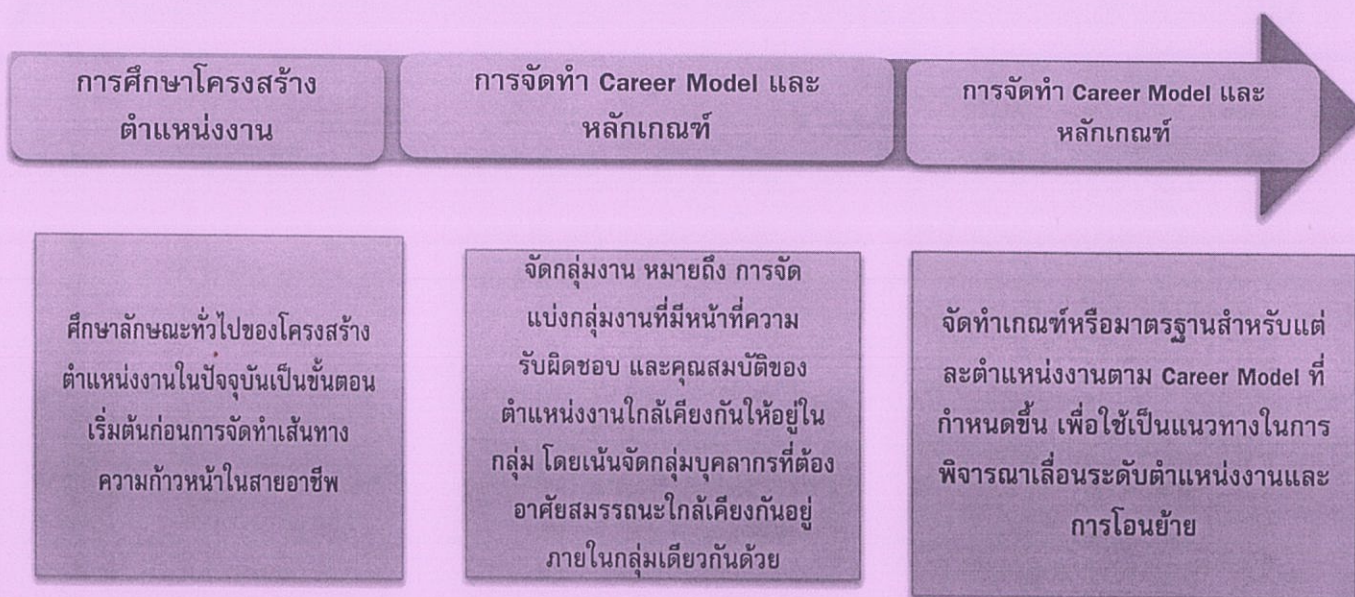 การศึกษาโครงสร้าง
ตำแหน่งงาน
การจัดทำ Career Model และ
หลักเกณฑ์
การจัดทำ Career Model และ
หลักเกณฑ์
ศึกษาลักษณะทั่วไปของโครงสร้าง
ตำแหน่งงานในปัจจุบันเป็นขั้นตอน
เริ่มต้นก่อนการจัดทำเส้นทาง
ความก้าวหน้าในสายอาชีพ
จัดกลุ่มงาน หมายถึง การจัด
แบ่งกลุ่มงานที่มีหน้าที่ความ
รับผิดชอบ และคุณสมบัติของ
ตำแหน่งงานใกล้เคียงกันให้อยู่ใน
กลุ่ม โดยเน้นจัดกลุ่มบุคลากรที่ต้อง
อาศัยสมรรถนะใกล้เคียงกันอยู่
ภายในกลุ่มเดียวกันด้วย
จัดทำเกณฑ์หรือมาตรฐานสำหรับแต่
ละตำแหน่งงานตาม Career Model ที่
กำหนดขึ้น เพื่อใช้เป็นแนวทางในการ
พิจารณาเลื่อนระดับตำแหน่งงานและ
การโอนย้าย